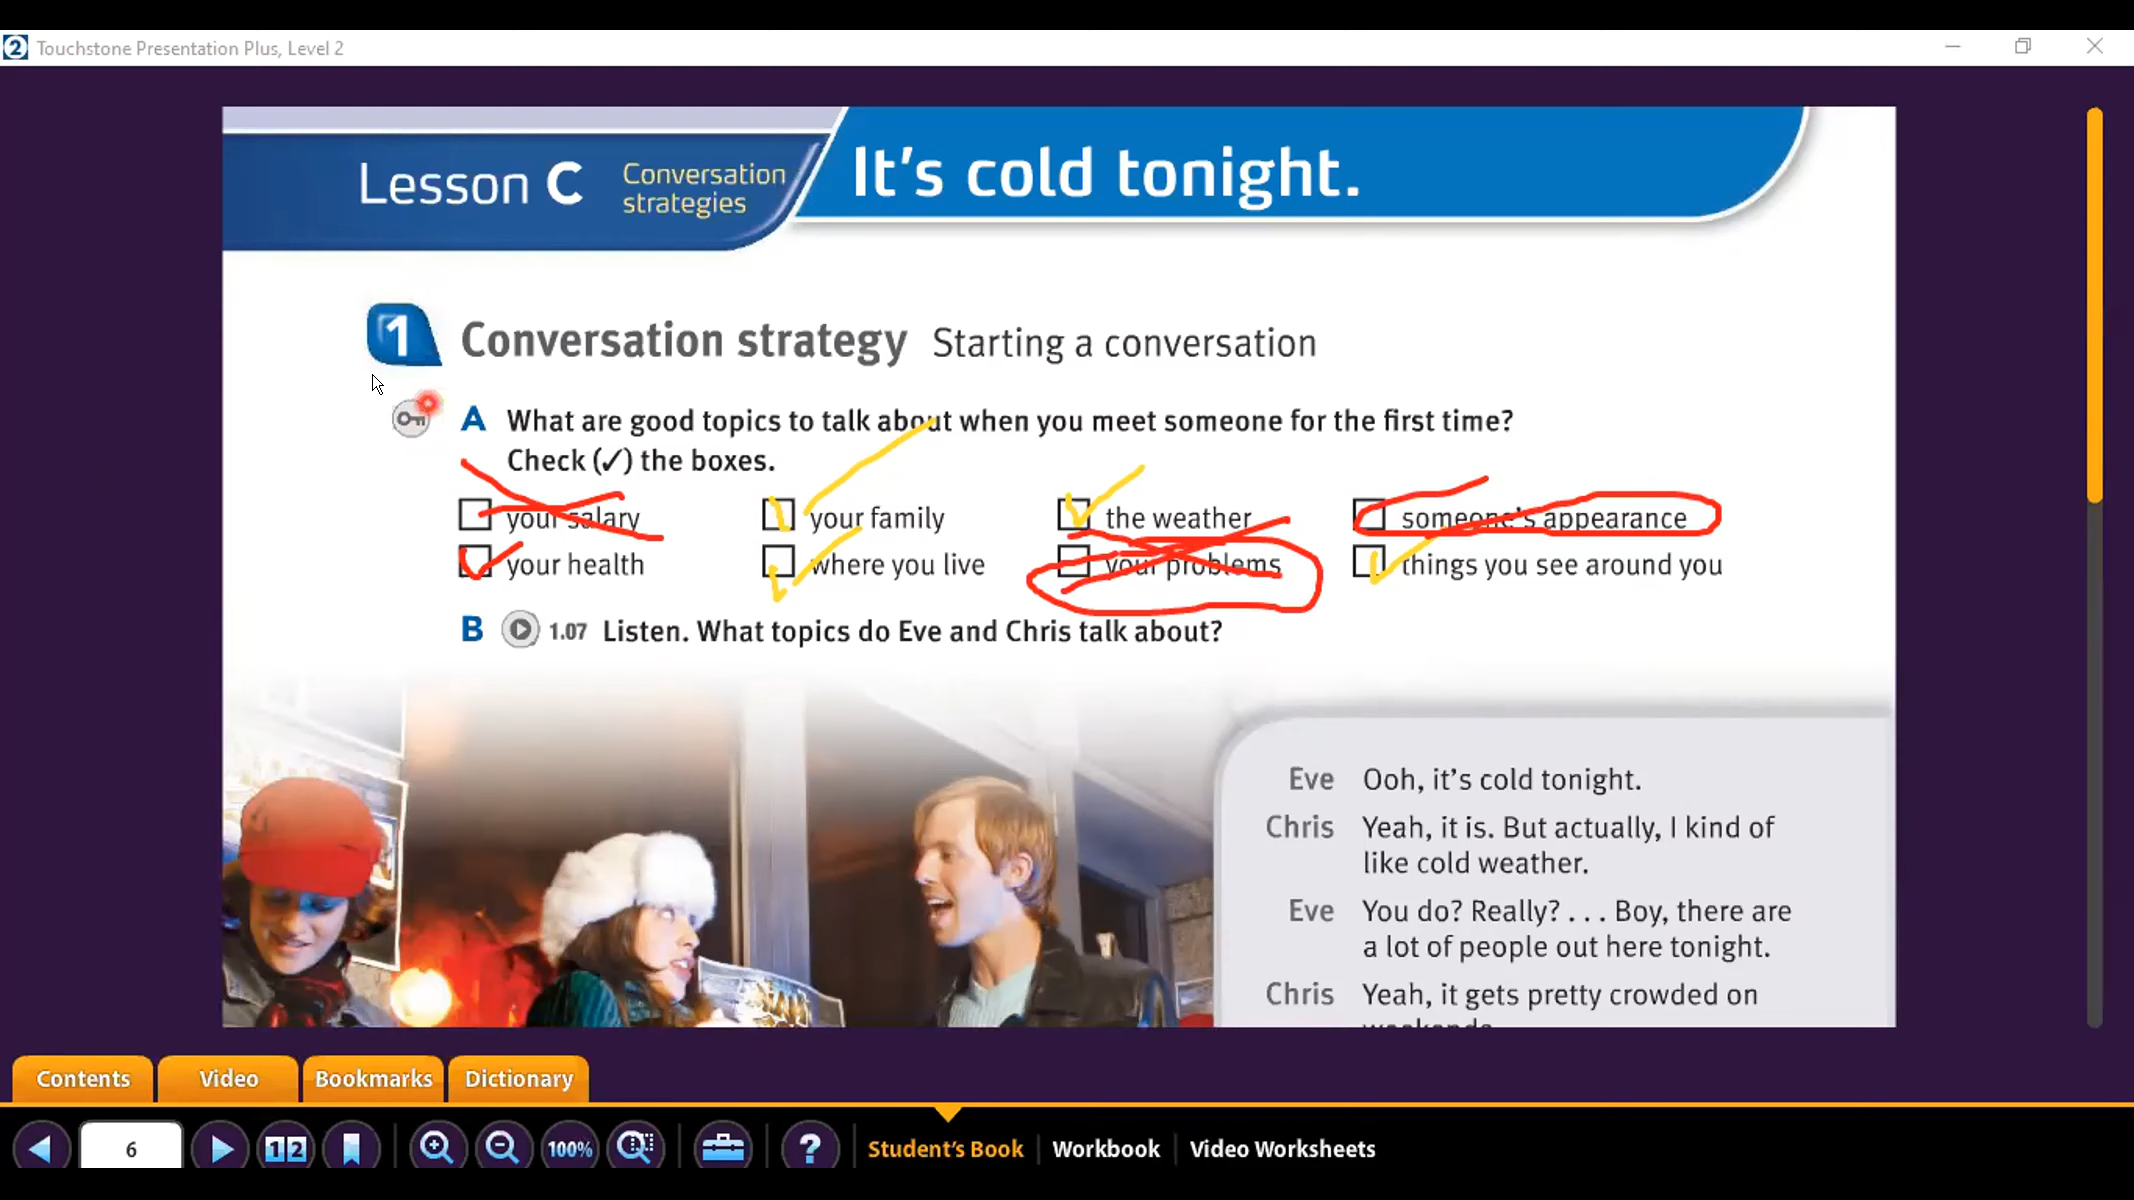 Touchstone Presentation Plus, Level 2
Lesson C Conversation strategies
It's cold tonight.
1 Conversation strategy Starting a conversation
A What are good topics to talk about when you meet someone for the first time?
Check (✓) the boxes.
your salary your family the weather someone's appearance
your health where you live your problems things you see around you
B 1.07 Listen. What topics do Eve and Chris talk about?
Eve Ooh, it's cold tonight.
Chris Yeah, it is. But actually, I kind of
like cold weather.
Eve You do? Really? . . . Boy, there are
a lot of people out here tonight.
Chris Yeah, it gets pretty crowded on
Contents Video Bookmarks Dictionary
6 1 2 100% ? Student's Book Workbook Video Worksheets